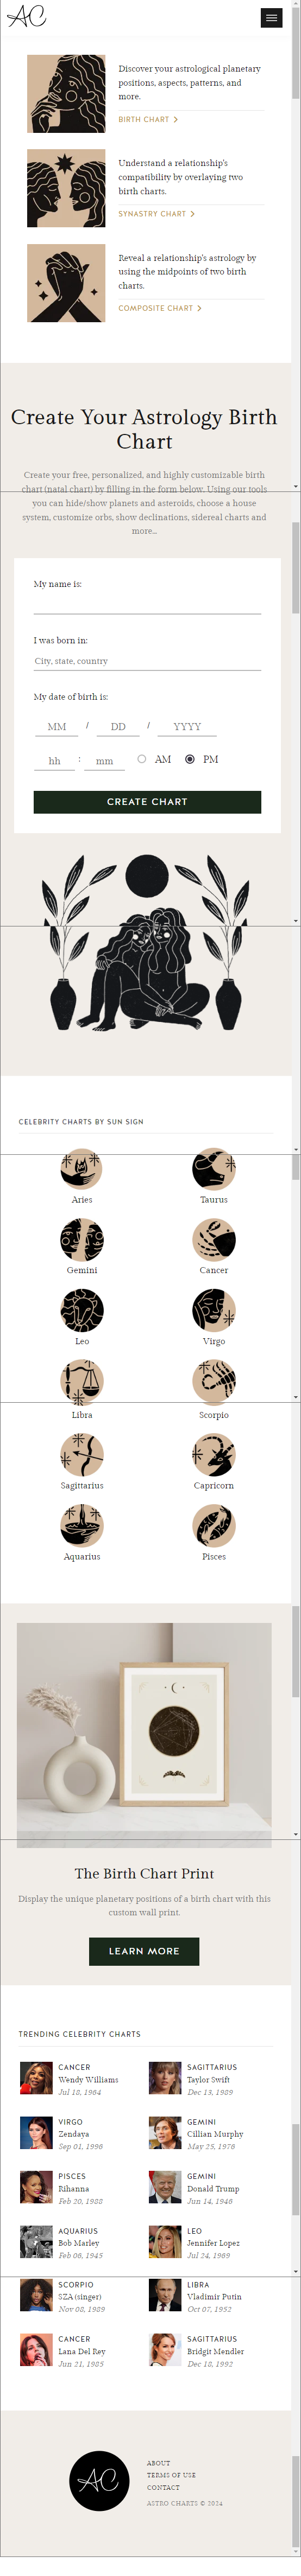 AC
Discover your astrological planetary
positions, aspects, patterns, and
more.
BIRTH CHART
Understand a relationship's
compatibility by overlaying two
birth charts.
SYNASTRY CHART
Reveal a relationship's astrology by
using the midpoints of two birth
charts.
COMPOSITE CHART
Create Your Astrology Birth
Chart
Create your free, personalized, and highly customizable birth
chart (natal chart) by filling in the form below. Using our tools
you can hide/show planets and asteroids, choose a house
system, customize orbs, show declinations, sidereal charts and
more...
My name is:
I was born in:
City, state, country
My date of birth is:
MM / DD / YYYY
hh : mm AM PM
CREATE CHART
CELEBRITY CHARTS BY SUN SIGN
Aries Taurus
Gemini Cancer
Leo Virgo
Libra Scorpio
Sagittarius Capricorn
Aquarius Pisces
The Birth Chart Print
Display the unique planetary positions of a birth chart with this
custom wall print.
LEARN MORE
TRENDING CELEBRITY CHARTS
CANCER
Wendy Williams
Jul 18, 1964
SAGITTARIUS
Taylor Swift
Dec 13, 1989
VIRGO
Zendaya
Sep 01, 1996
GEMINI
Cillian Murphy
May 25, 1976
PISCES
Rihanna
Feb 20, 1988
GEMINI
Donald Trump
Jun 14, 1946
AQUARIUS
Bob Marley
Feb 06, 1945
LEO
Jennifer Lopez
Jul 24, 1969
SCORPIO
SZA (singer)
Nov 08, 1989
LIBRA
Vladimir Putin
Oct 07, 1952
CANCER
Lana Del Rey
Jun 21, 1985
SAGITTARIUS
Bridgit Mendler
Dec 18, 1992
AC
ABOUT
TERMS OF USE
CONTACT
ASTRO CHARTS © 2024